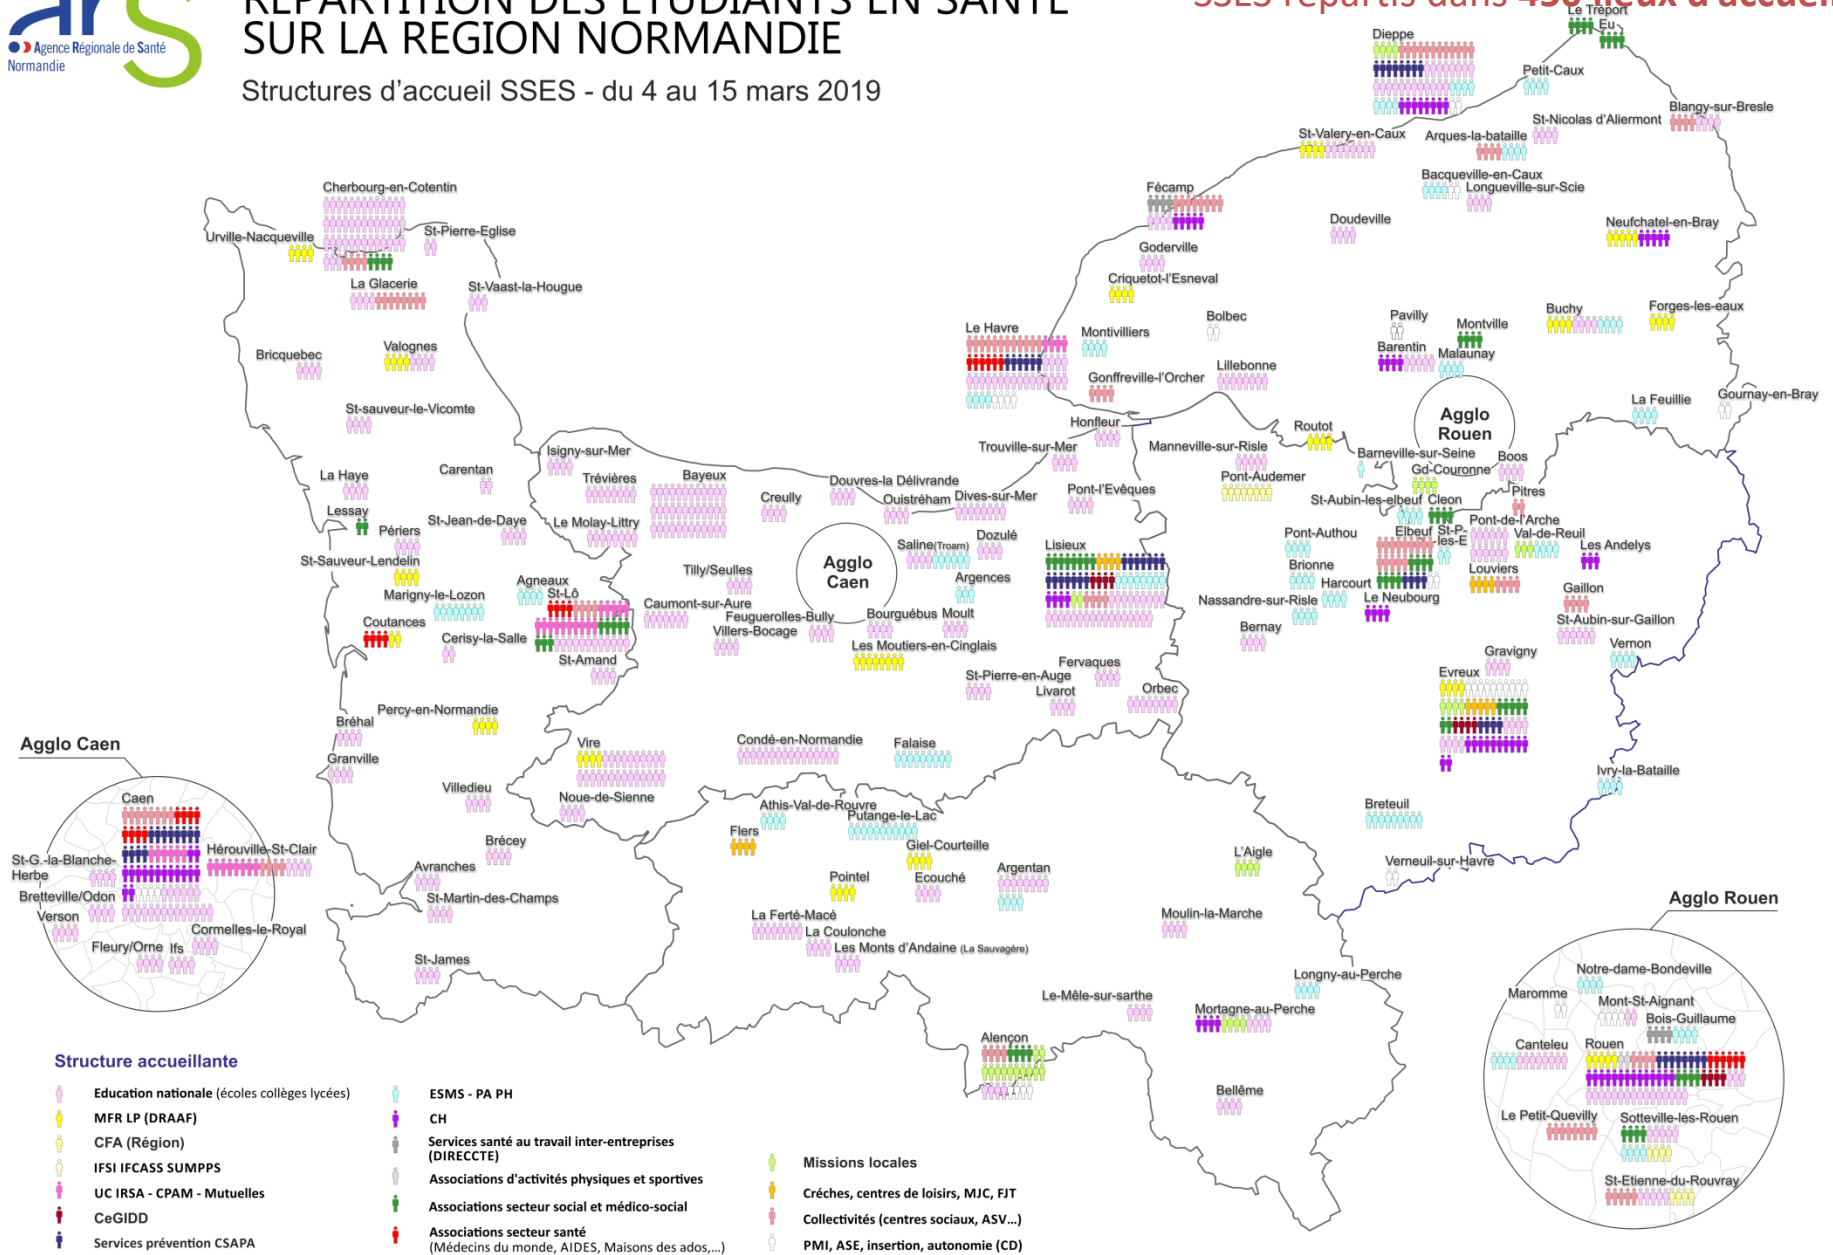 ars
Agence Régionale de Santé
Normandie
RÉPARTITION DES ÉTUDIANTS EN SANTÉ
SUR LA REGION NORMANDIE
Structures d'accueil SSES - du 4 au 15 mars 2019
SSES répartis dans 450 lieux d'accueil
Le Tréport
Eu
Dieppe
Petit-Caux
Blangy-sur-Bresle
St-Nicolas d'Aliermont
St-Valery-en-Caux
Arques-la-bataille
Bacqueville-en-Caux
Longueville-sur-Scie
Cherbourg-en-Cotentin
Fécamp
Doudeville
Neufchatel-en-Bray
Urville-Nacqueville
St-Pierre-Eglise
Goderville
Criquetot-l'Esneval
La Glacerie
St-Vaast-la-Hougue
Bolbec
Pavilly
Montville
Buchy
Forges-les-eaux
Le Havre
Montivilliers
Bricquebec
Valognes
Barentin
Malaunay
Gonffreville-l'Orcher
Lillebonne
St-sauveur-le-Vicomte
Agglo
Rouen
La Feuillie
Gournay-en-Bray
Honfleur
Routot
Isigny-sur-Mer
Trouville-sur-Mer
Manneville-sur-Risle
Barneville-sur-Seine
Boos
La Haye
Carentan
Trévières
Bayeux
Creully
Douvres-la Délivrande
Ouistréham
Dives-sur-Mer
Pont-l'Evêques
Pont-Audemer
Gd-Couronne
Pitres
St-Aubin-les-elbeuf
Cleon
Lessay
Périers
St-Jean-de-Daye
Le Molay-Littry
Pont-Authou
Elbeuf
St-P-
les-E
Pont-de-l'Arche
Val-de-Reuil
Les Andelys
Saline(Troarn)
Dozulé
Lisieux
St-Sauveur-Lendelin
Agglo
Caen
Brionne
Harcourt
Louviers
Tilly/Seulles
Argences
Agneaux
St-Lô
Marigny-le-Lozon
Nassandre-sur-Risle
Le Neubourg
Gaillon
Caumont-sur-Aure
Feuguerolles-Bully
Bourguébus
Moult
Coutances
Cerisy-la-Salle
Villers-Bocage
Bernay
St-Aubin-sur-Gaillon
Les Moutiers-en-Cinglais
Gravigny
Vernon
St-Amand
Fervaques
St-Pierre-en-Auge
Livarot
Orbec
Evreux
Percy-en-Normandie
Bréhal
Granville
Vire
Condé-en-Normandie
Falaise
Ivry-la-Bataille
Agglo Caen
Villedieu
Noue-de-Sienne
Athis-Val-de-Rouvre
Putange-le-Lac
Breteuil
Caen
Flers
Giel-Courteille
Hérouville-St-Clair
Brécey
L'Aigle
Verneuil-sur-Havre
St-G.-la-Blanche-
Herbe
Avranches
Pointel
Ecouché
Argentan
Bretteville/Odon
St-Martin-des-Champs
Agglo Rouen
Verson
Cormelles-le-Royal
La Ferté-Macé
La Coulonche
Moulin-la-Marche
Fleury/Orne
Ifs
Les Monts d'Andaine (La Sauvagère)
St-James
Longny-au-Perche
Notre-dame-Bondeville
Maromme
Mont-St-Aignant
Le-Mêle-sur-sarthe
Mortagne-au-Perche
Bois-Guillaume
Alençon
Canteleu
Rouen
Bellême
Le Petit-Quevilly
Sotteville-les-Rouen
St-Etienne-du-Rouvray
Structure accueillante
Education nationale (écoles collèges lycées)
MFR LP (DRAAF)
CFA (Région)
IFSI IFCASS SUMPPS
UC IRSA - CPAM - Mutuelles
CeGIDD
Services prévention CSAPA
ESMS - PA PH
CH
Services santé au travail inter-entreprises
(DIRECCTE)
Associations d'activités physiques et sportives
Associations secteur social et médico-social
Associations secteur santé
(Médecins du monde, AIDES, Maisons des ados,...)
Missions locales
Créches, centres de loisirs, MJC, FJT
Collectivités (centres sociaux, ASV...)
PMI, ASE, insertion, autonomie (CD)